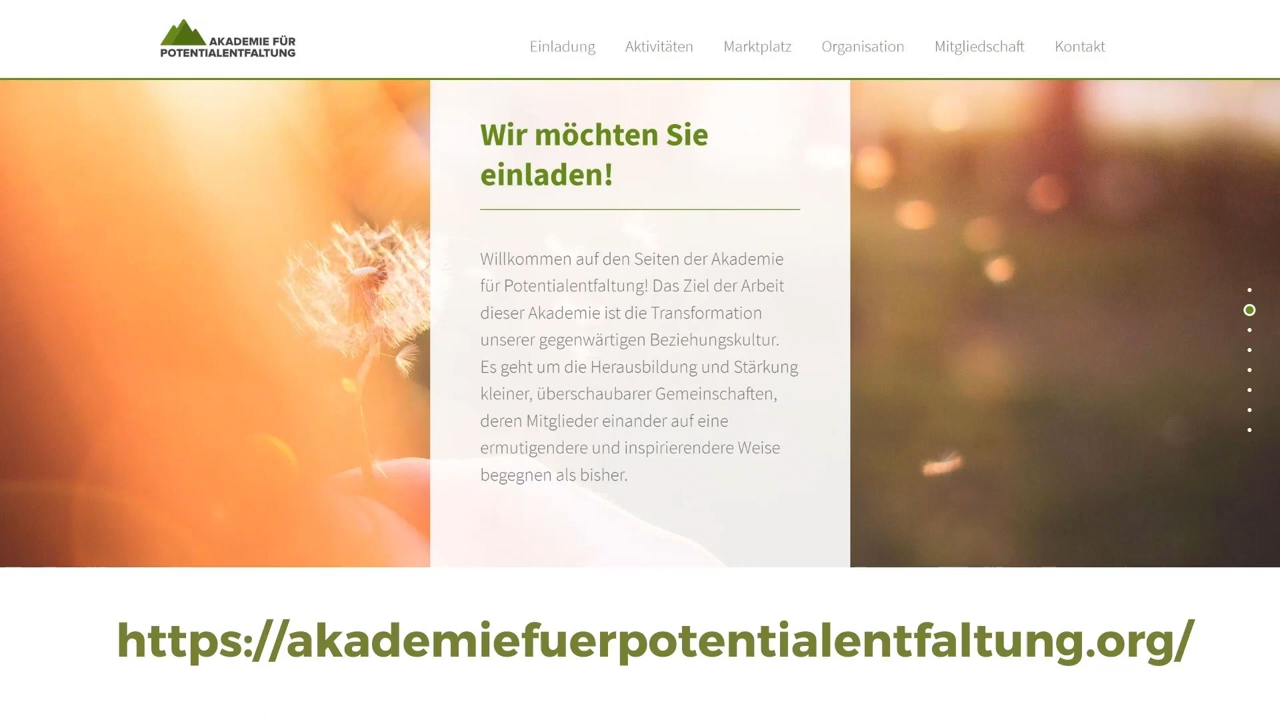 AKADEMIE FÜR
POTENTIALENTFALTUNG
Einladung Aktivitäten Marktplatz Organisation Mitgliedschaft Kontakt
Wir möchten Sie
einladen!
Willkommen auf den Seiten der Akademie
für Potentialentfaltung! Das Ziel der Arbeit
dieser Akademie ist die Transformation
unserer gegenwärtigen Beziehungskultur.
Es geht um die Herausbildung und Stärkung
kleiner, überschaubarer Gemeinschaften,
deren Mitglieder einander auf eine
ermutigendere und inspirierendere Weise
begegnen als bisher.
https://akademiefuerpotentialentfaltung.org/